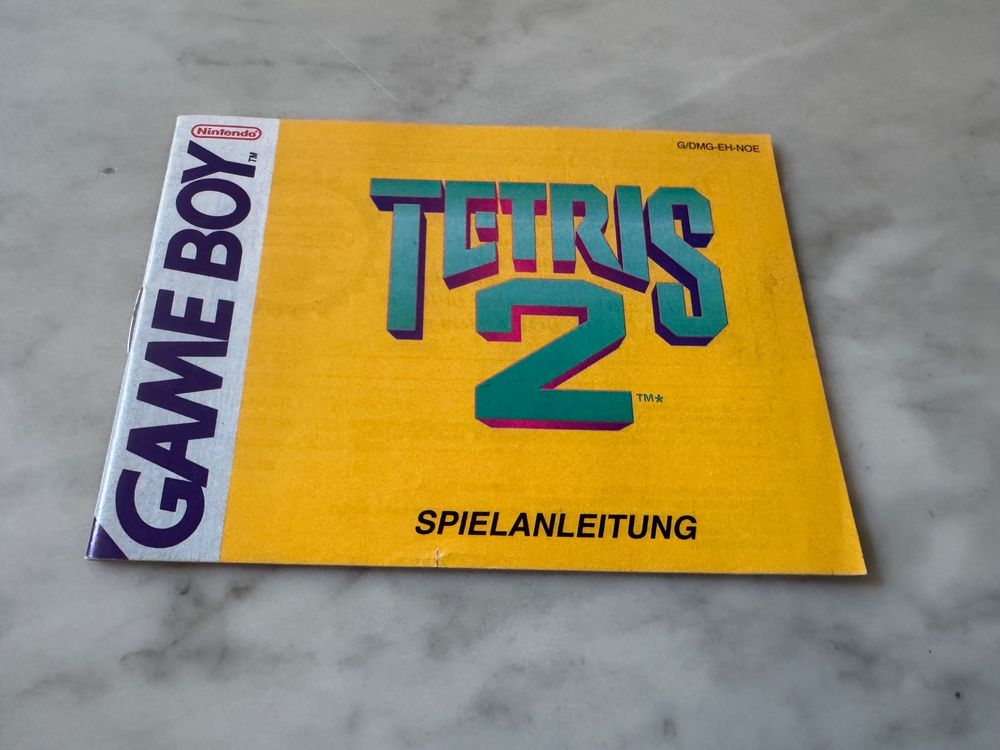 Nintendo
GAME BOY™
G/DMG-EH-NOE
TETRIS
2
™*
SPIELANLEITUNG